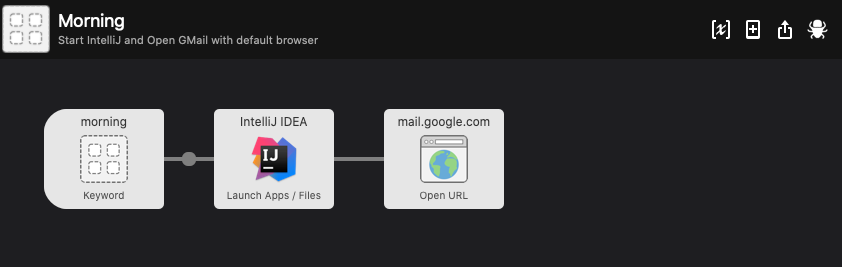 Morning
Start IntelliJ and Open GMail with default browser
[x]
morning
Keyword
IntelliJ IDEA
IJ
Launch Apps / Files
mail.google.com
Open URL